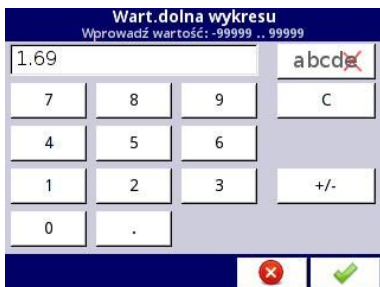 Wart.dolna wykresu
Wprowadź wartość: -99999 .. 99999
1.69
abcde
7 8 9 C
4 5 6
1 2 3 +/-
0 .